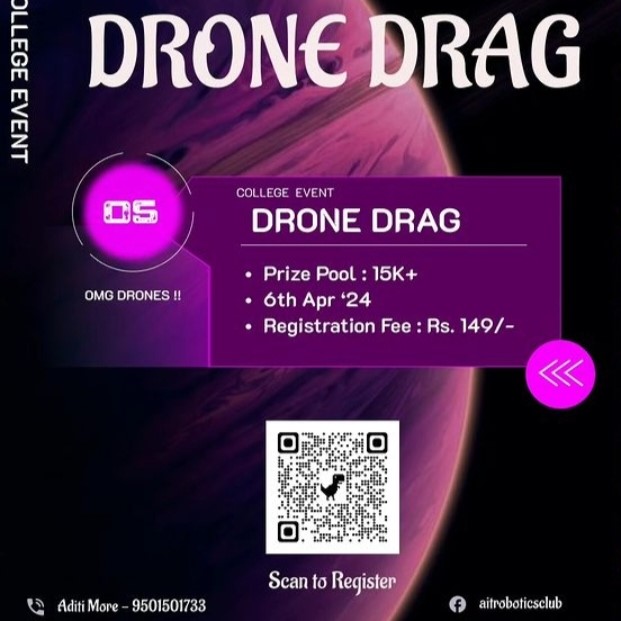 DRONE DRAG
COLLEGE EVENT
COLLEGE EVENT
DRONE DRAG
05
OMG DRONES !!
• Prize Pool : 15K+
• 6th Apr ‘24
• Registration Fee : Rs. 149/-
Scan to Register
Aditi More – 9501501733
aitroboticsclub